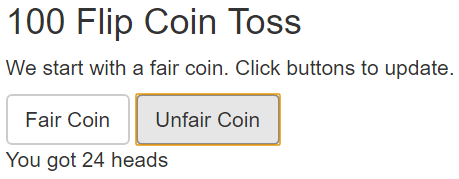 100 Flip Coin Toss
We start with a fair coin. Click buttons to update.
Fair Coin Unfair Coin
You got 24 heads